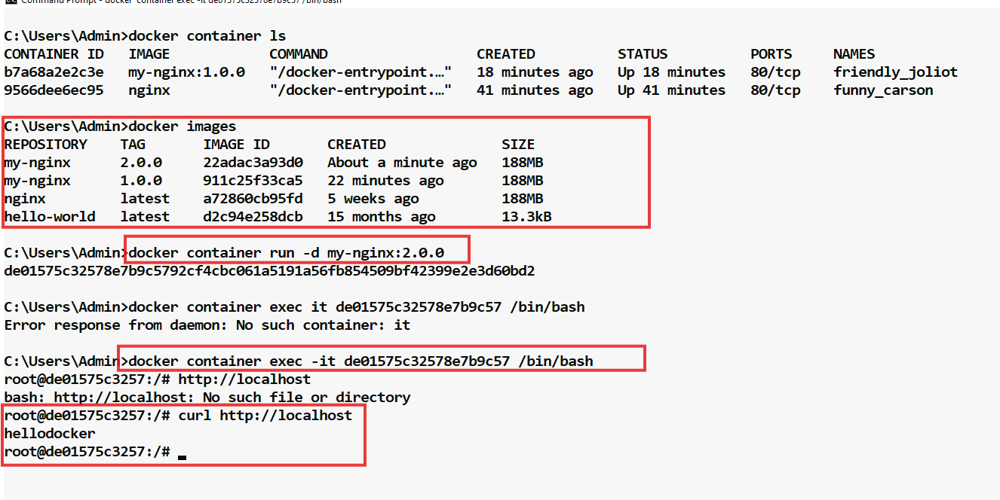 Command Prompt - docker container exec -it de01575c32578e7b9c57 /bin/bash
C:\Users\Admin>docker container ls
CONTAINER ID   IMAGE            COMMAND                  CREATED          STATUS          PORTS     NAMES
b7a68a2e2c3e   my-nginx:1.0.0   "/docker-entrypoint.…"   18 minutes ago   Up 18 minutes   80/tcp    friendly_joliot
9566dee6ec95   nginx            "/docker-entrypoint.…"   41 minutes ago   Up 41 minutes   80/tcp    funny_carson
C:\Users\Admin>docker images
REPOSITORY    TAG       IMAGE ID       CREATED              SIZE
my-nginx      2.0.0     22adac3a93d0   About a minute ago   188MB
my-nginx      1.0.0     911c25f33ca5   22 minutes ago       188MB
nginx         latest    a72860cb95fd   5 weeks ago          188MB
hello-world   latest    d2c94e258dcb   15 months ago        13.3kB
C:\Users\Admin>docker container run -d my-nginx:2.0.0
de01575c32578e7b9c5792cf4cbc061a5191a56fb854509bf42399e2e3d60bd2
C:\Users\Admin>docker container exec it de01575c32578e7b9c57 /bin/bash
Error response from daemon: No such container: it
C:\Users\Admin>docker container exec -it de01575c32578e7b9c57 /bin/bash
root@de01575c3257:/# http://localhost
bash: http://localhost: No such file or directory
root@de01575c3257:/# curl http://localhost
hellodocker
root@de01575c3257:/#